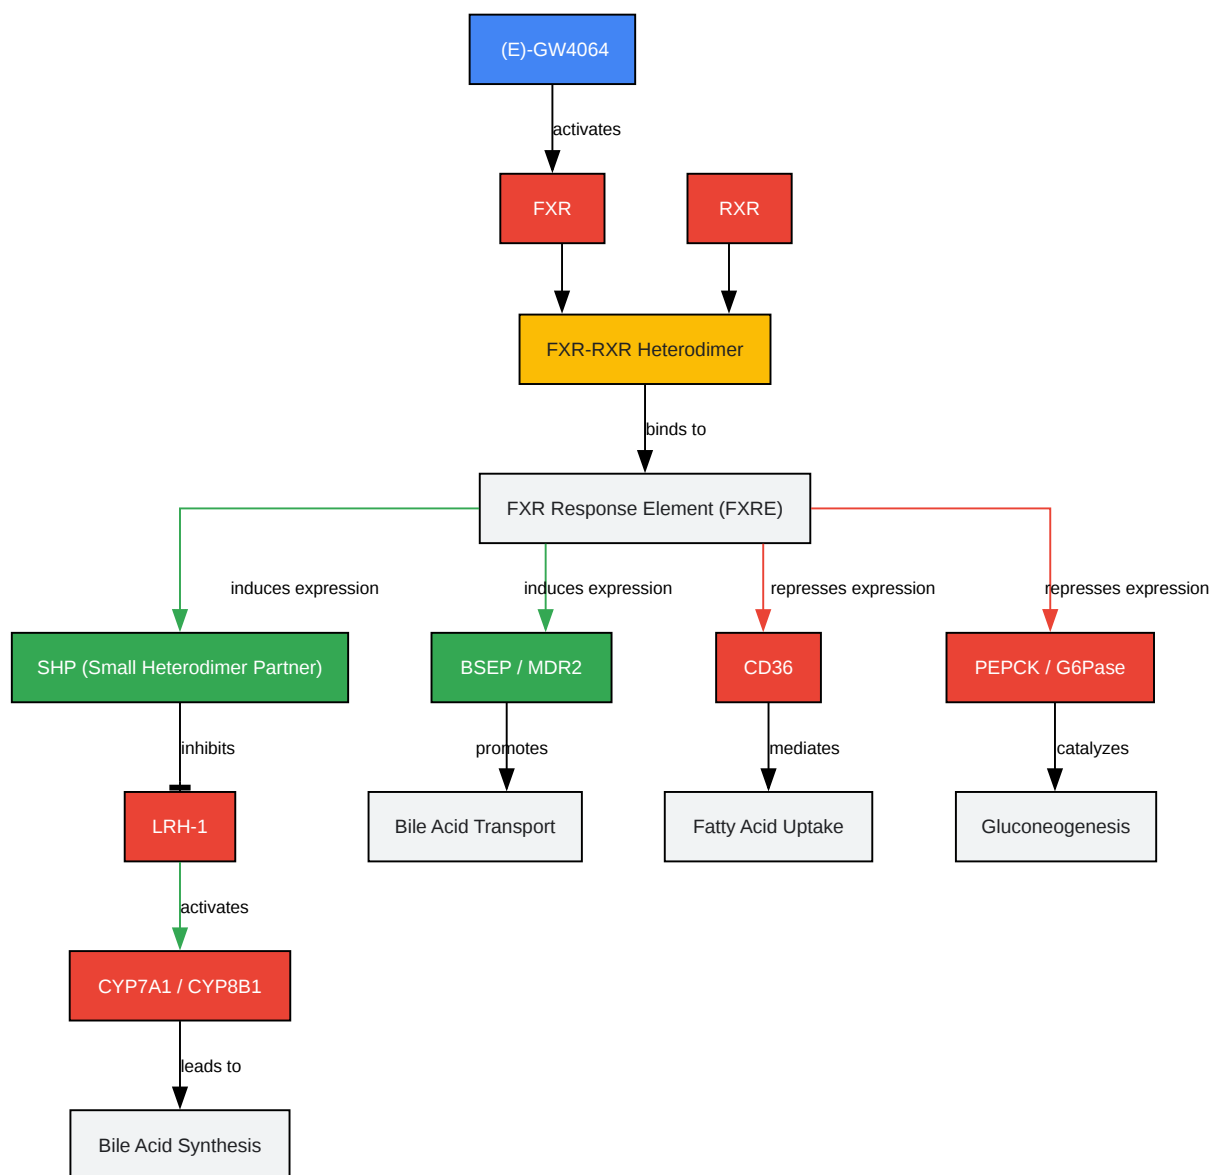 (E)-GW4064
activates
FXR
RXR
FXR-RXR Heterodimer
binds to
FXR Response Element (FXRE)
induces expression
induces expression
represses expression
represses expression
SHP (Small Heterodimer Partner)
BSEP / MDR2
CD36
PEPCK / G6Pase
inhibits
promotes
mediates
catalyzes
LRH-1
Bile Acid Transport
Fatty Acid Uptake
Gluconeogenesis
activates
CYP7A1 / CYP8B1
leads to
Bile Acid Synthesis